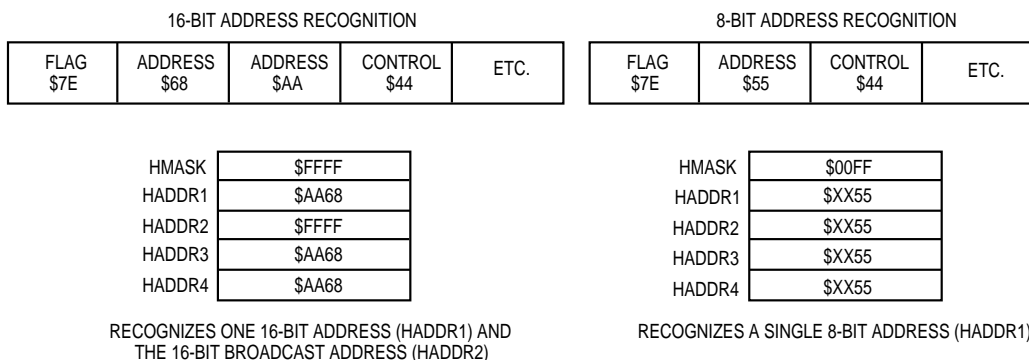 16-BIT ADDRESS RECOGNITION
FLAG ADDRESS ADDRESS CONTROL ETC.
$7E $68 $AA $44
HMASK $FFFF
HADDR1 $AA68
HADDR2 $FFFF
HADDR3 $AA68
HADDR4 $AA68
RECOGNIZES ONE 16-BIT ADDRESS (HADDR1) AND
THE 16-BIT BROADCAST ADDRESS (HADDR2)
8-BIT ADDRESS RECOGNITION
FLAG ADDRESS CONTROL ETC.
$7E $55 $44
HMASK $00FF
HADDR1 $XX55
HADDR2 $XX55
HADDR3 $XX55
HADDR4 $XX55
RECOGNIZES A SINGLE 8-BIT ADDRESS (HADDR1)